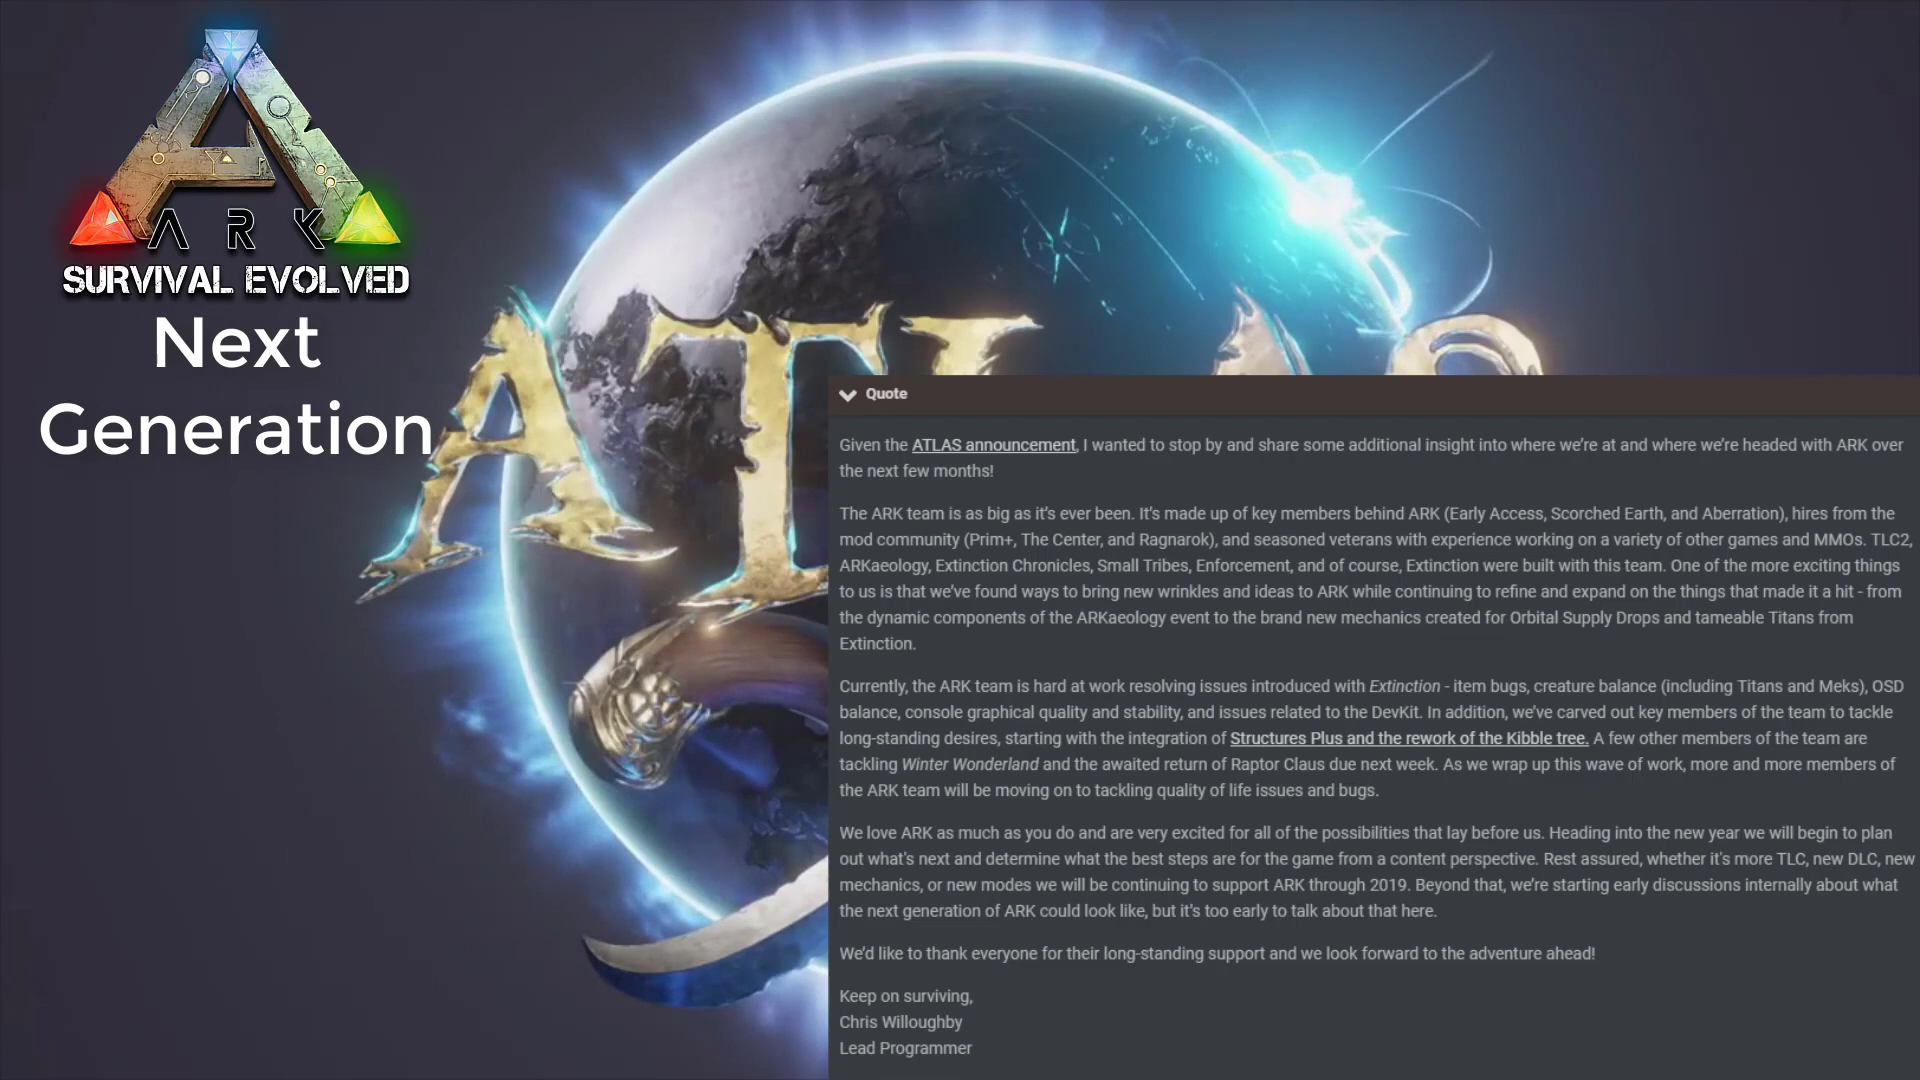 ARK
SURVIVAL EVOLVED
Next
Generation
ATLAS
Quote
Given the ATLAS announcement, I wanted to stop by and share some additional insight into where we're at and where we're headed with ARK over
the next few months!
The ARK team is as big as it's ever been. It's made up of key members behind ARK (Early Access, Scorched Earth, and Aberration), hires from the
mod community (Prim+, The Center, and Ragnarok), and seasoned veterans with experience working on a variety of other games and MMOs. TLC2,
ARKaeology, Extinction Chronicles, Small Tribes, Enforcement, and of course, Extinction were built with this team. One of the more exciting things
to us is that we've found ways to bring new wrinkles and ideas to ARK while continuing to refine and expand on the things that made it a hit - from
the dynamic components of the ARKaeology event to the brand new mechanics created for Orbital Supply Drops and tameable Titans from
Extinction.
Currently, the ARK team is hard at work resolving issues introduced with Extinction - item bugs, creature balance (including Titans and Meks), OSD
balance, console graphical quality and stability, and issues related to the DevKit. In addition, we've carved out key members of the team to tackle
long-standing desires, starting with the integration of Structures Plus and the rework of the Kibble tree. A few other members of the team are
tackling Winter Wonderland and the awaited return of Raptor Claus due next week. As we wrap up this wave of work, more and more members of
the ARK team will be moving on to tackling quality of life issues and bugs.
We love ARK as much as you do and are very excited for all of the possibilities that lay before us. Heading into the new year we will begin to plan
out what's next and determine what the best steps are for the game from a content perspective. Rest assured, whether it's more TLC, new DLC, new
mechanics, or new modes we will be continuing to support ARK through 2019. Beyond that, we're starting early discussions internally about what
the next generation of ARK could look like, but it's too early to talk about that here.
We'd like to thank everyone for their long-standing support and we look forward to the adventure ahead!
Keep on surviving,
Chris Willoughby
Lead Programmer